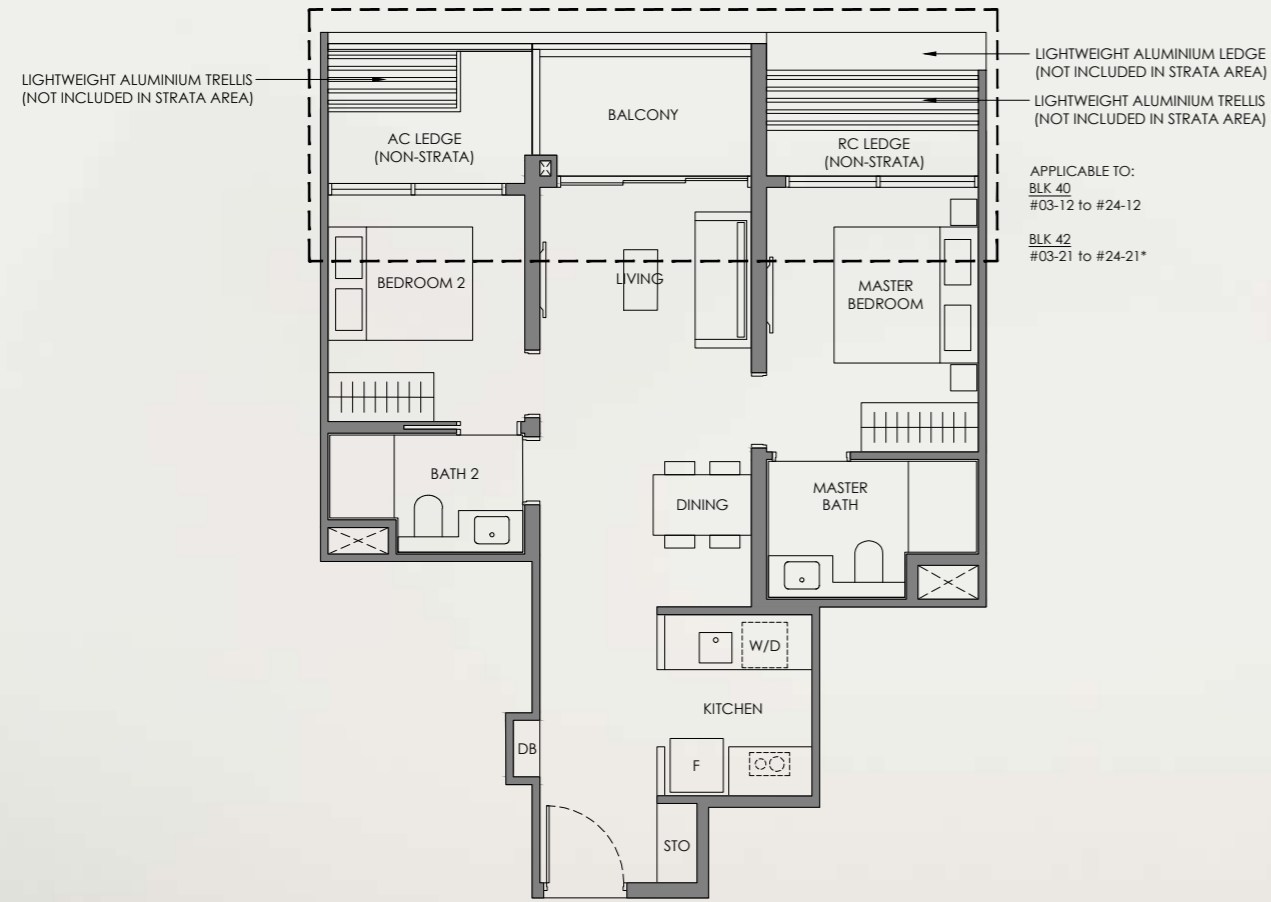 LIGHTWEIGHT ALUMINIUM TRELLIS
(NOT INCLUDED IN STRATA AREA)
LIGHTWEIGHT ALUMINIUM LEDGE
(NOT INCLUDED IN STRATA AREA)
LIGHTWEIGHT ALUMINIUM TRELLIS
(NOT INCLUDED IN STRATA AREA)
BALCONY
AC LEDGE
(NON-STRATA)
RC LEDGE
(NON-STRATA)
APPLICABLE TO:
BLK 40
#03-12 to #24-12
BLK 42
#03-21 to #24-21*
BEDROOM 2
LIVING
MASTER
BEDROOM
BATH 2
DINING
MASTER
BATH
W/D
KITCHEN
DB
F
STO